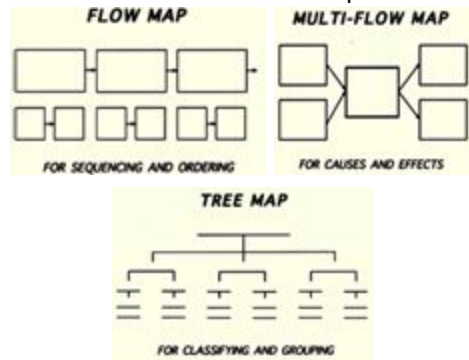 FLOW MAP
FOR SEQUENCING AND ORDERING
MULTI-FLOW MAP
FOR CAUSES AND EFFECTS
TREE MAP
FOR CLASSIFYING AND GROUPING